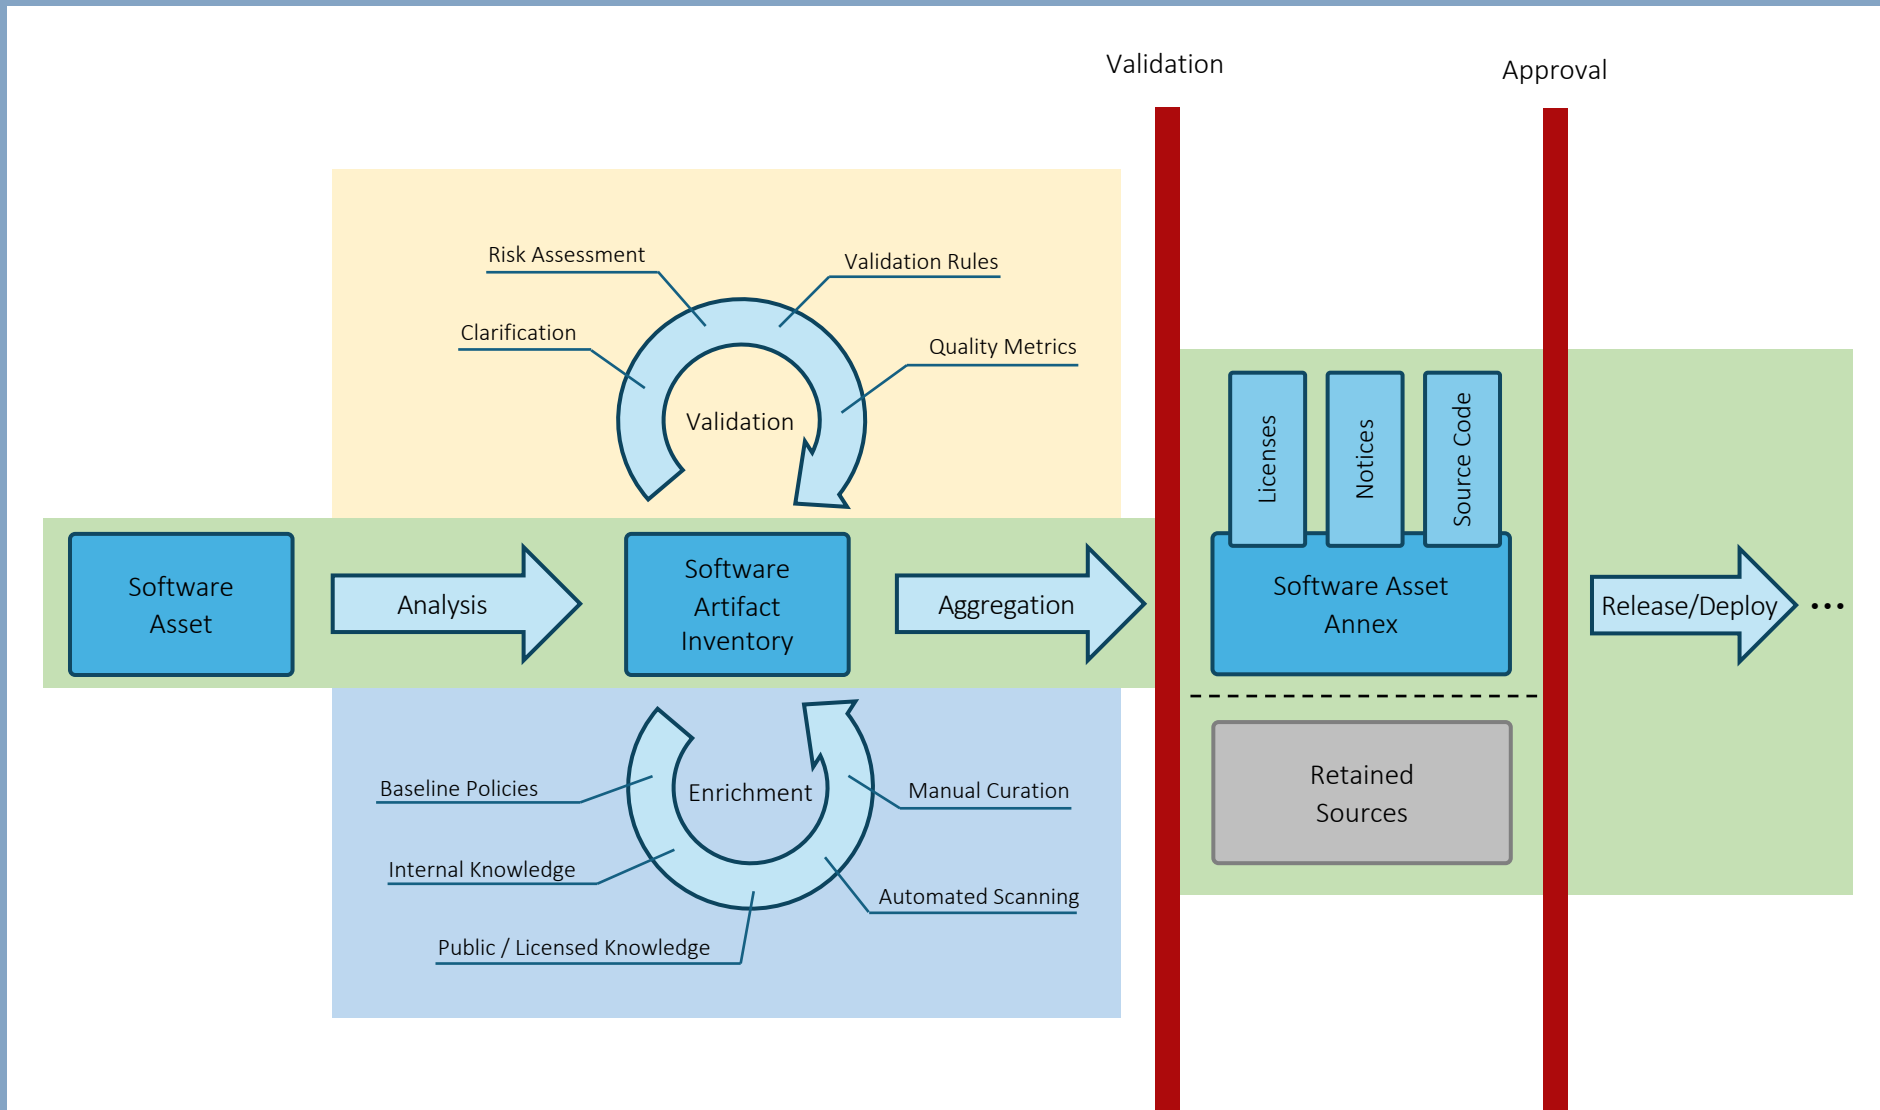 Validation
Approval
Risk Assessment
Validation Rules
Clarification
Quality Metrics
Validation
Licenses
Notices
Source Code
Software
Asset
Analysis
Software
Artifact
Inventory
Aggregation
Software Asset
Annex
Release/Deploy
...
Retained
Sources
Baseline Policies
Enrichment
Manual Curation
Internal Knowledge
Automated Scanning
Public / Licensed Knowledge